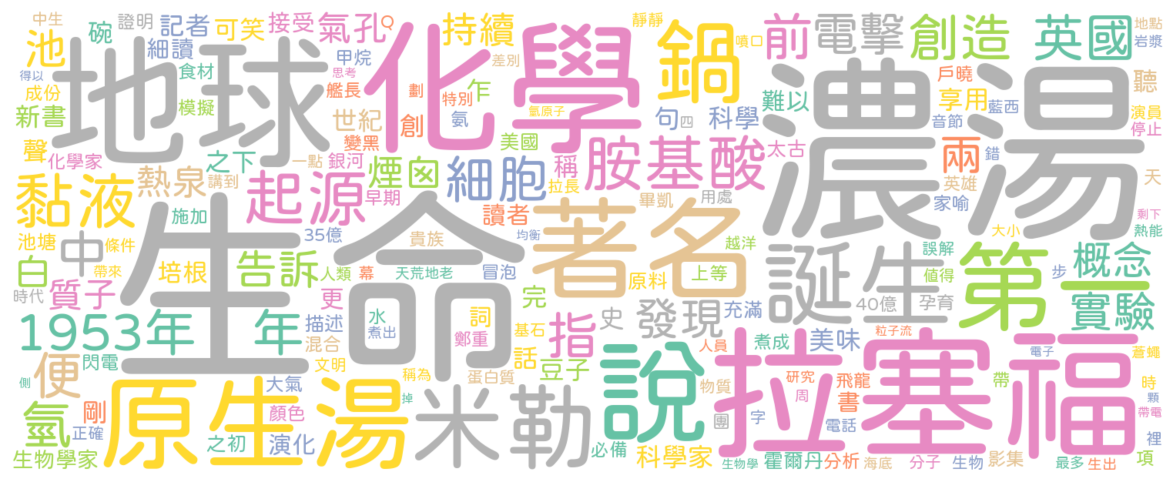 中生
證明
碗
記者
可笑
接受
氣孔
持續
鍋
前
電擊
創造
英國
地點
岩漿
池
細讀
甲烷
差別
噴口
靜靜
得以
食材
思考
地球
化學
濃湯
成份
模擬
艦長
劃
特別
乍
戶曉
聽
新書
世紀
創
氨
氫原子
句
四
科學
難以
享用
藍西
演員
停止
音節
聲
化學家
之下
變黑
美國
太古
兩
錯
一點
銀河
煙囪
細胞
稱
胺基酸
英雄
天
黏液
熱泉
講到
起源
早期
拉長
畢凱
用處
家喻
剩下
熱能
施加
讀者
著名
大小
池塘
條件
35億
貴族
均衡
越洋
誕生
誤解
第一
步
概念
白
中
帶來
培根
告訴
人類
幕
天荒地老
冒泡
原料
上等
值得
時代
質子
更
生命
完
史
發現
充滿
40億
孕育
實驗
1953年
年
描述
混合
水
煮出
詞
鄭重
基石
指
煮成
美味
粒子流
便
閃電
文明
話
豆子
說
人員
電子
蒼蠅
側
大氣
稱為
蛋白質
物質
研究
周
飛龍
帶
時
拉塞福
氫
剛
顏色
原生湯
掉
米勒
團
字
書
電話
顆
帶電
正確
之初
演化
必備
裡
生物學家
科學家
生物學
霍爾丹
分析
海底
分子
生物
影集
最多
生出
項